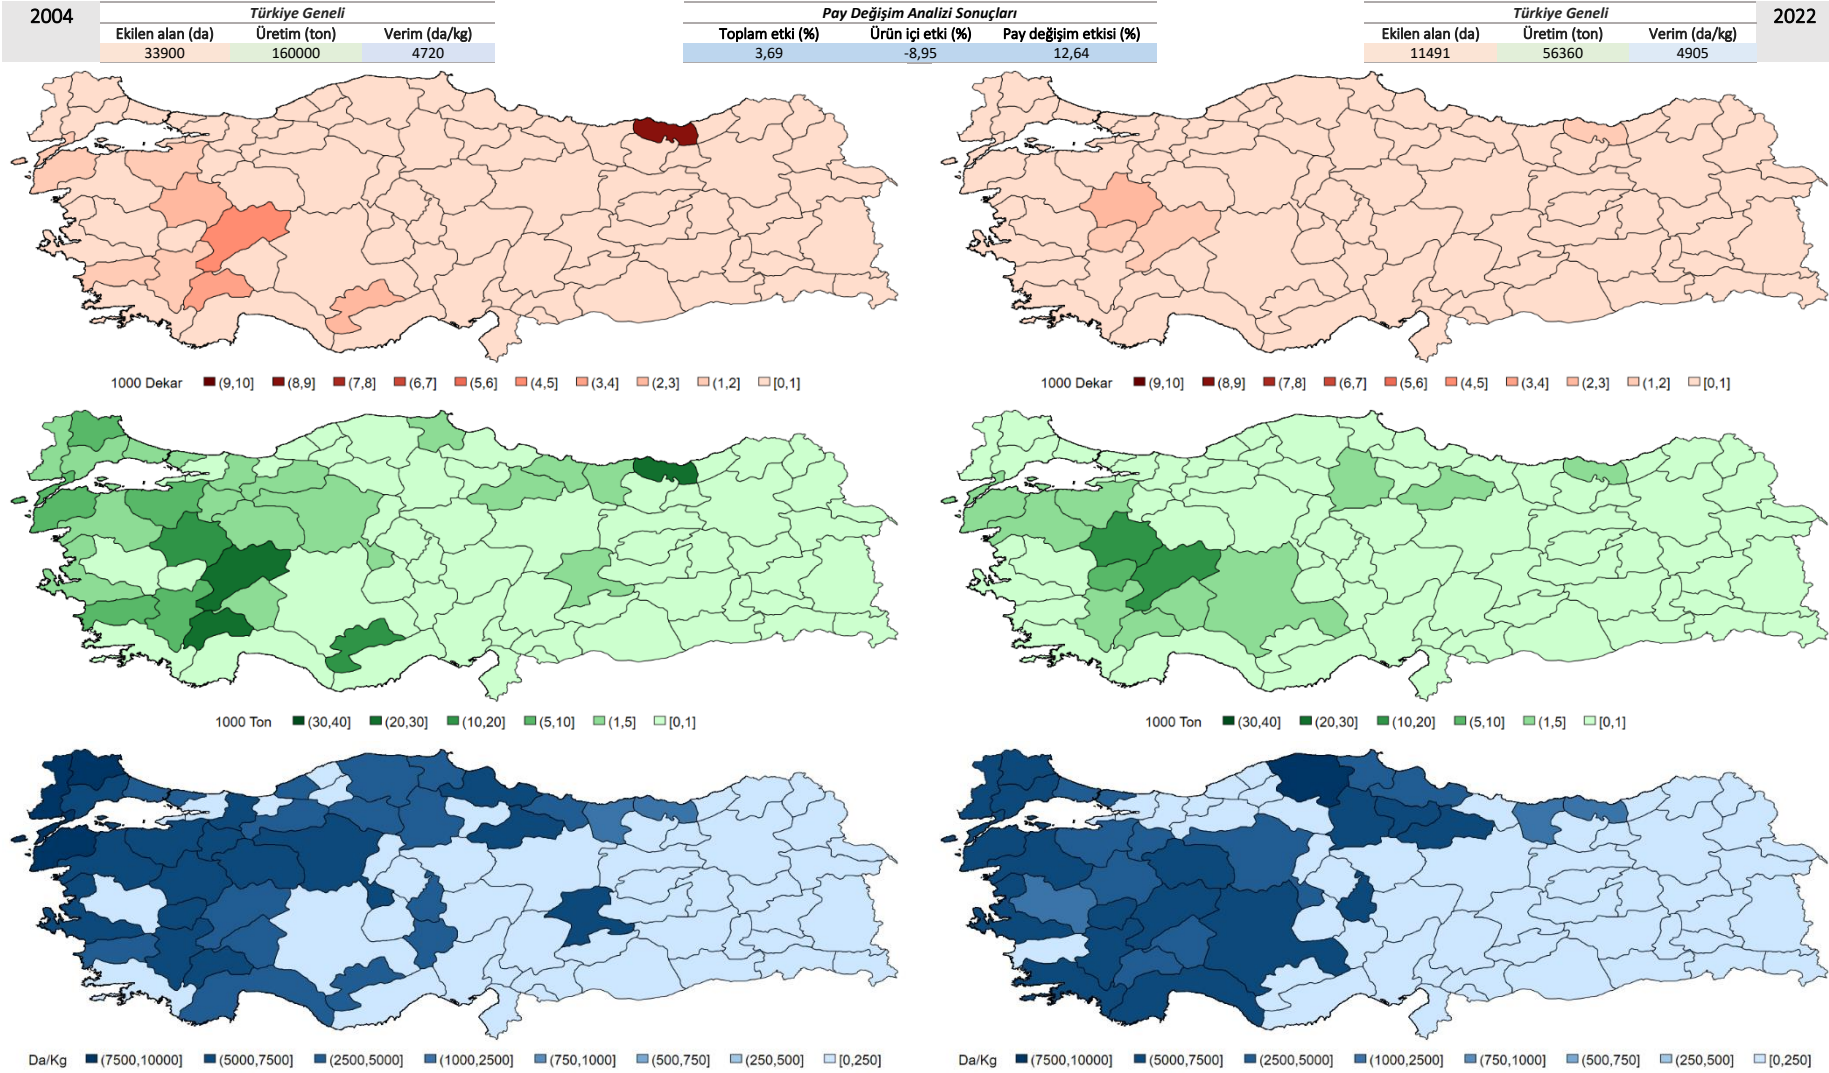 2004
Türkiye Geneli
Ekilen alan (da) Üretim (ton) Verim (da/kg)
33900 160000 4720
Pay Değişim Analizi Sonuçları
Toplam etki (%) Ürün içi etki (%) Pay değişim etkisi (%)
3,69 -8,95 12,64
Türkiye Geneli
Ekilen alan (da) Üretim (ton) Verim (da/kg)
11491 56360 4905
2022
1000 Dekar (9,10] (8,9] (7,8] (6,7] (5,6] (4,5] (3,4] (2,3] (1,2] [0,1]
1000 Dekar (9,10] (8,9] (7,8] (6,7] (5,6] (4,5] (3,4] (2,3] (1,2] [0,1]
1000 Ton (30,40] (20,30] (10,20] (5,10] (1,5] [0,1]
1000 Ton (30,40] (20,30] (10,20] (5,10] (1,5] [0,1]
Da/Kg (7500,10000] (5000,7500] (2500,5000] (1000,2500] (750,1000] (500,750] (250,500] [0,250]
Da/Kg (7500,10000] (5000,7500] (2500,5000] (1000,2500] (750,1000] (500,750] (250,500] [0,250]